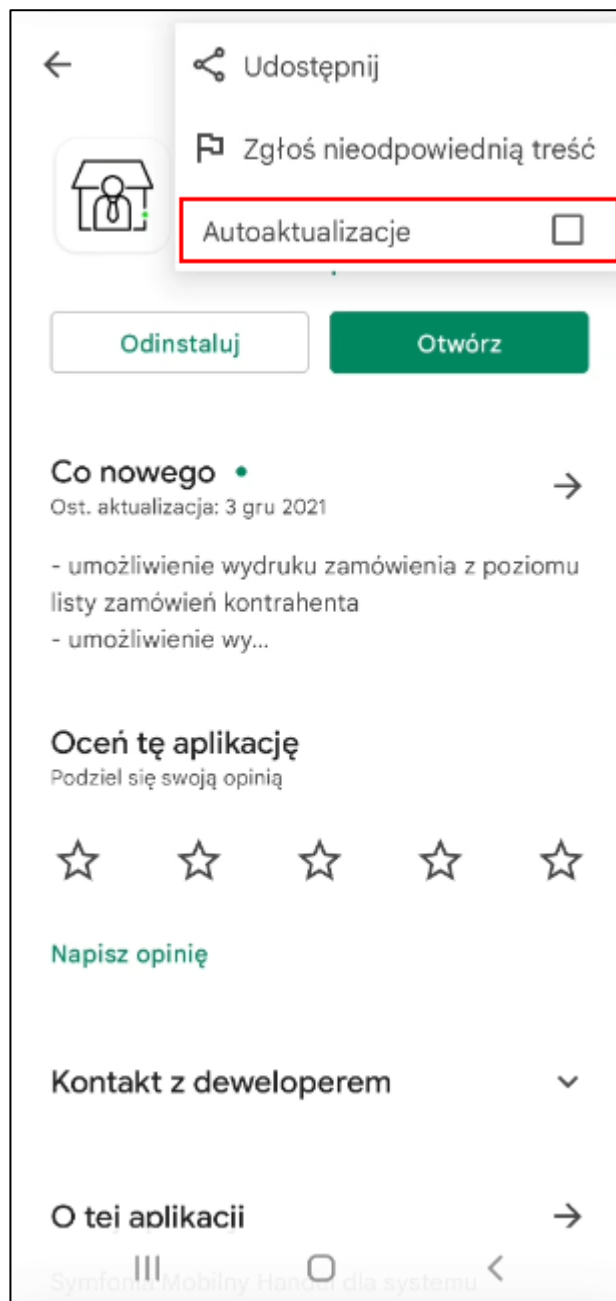 Udostępnij
Zgłoś nieodpowiednią treść
Autoaktualizacje
Odinstaluj
Otwórz
Co nowego
Ost. aktualizacja: 3 gru 2021
- umożliwienie wydruku zamówienia z poziomu
listy zamówień kontrahenta
- umożliwienie wy...
Oceń tę aplikację
Podziel się swoją opinią
Napisz opinię
Kontakt z deweloperem
O tej aplikacji
Symfonia Mobilny Handel dla systemu